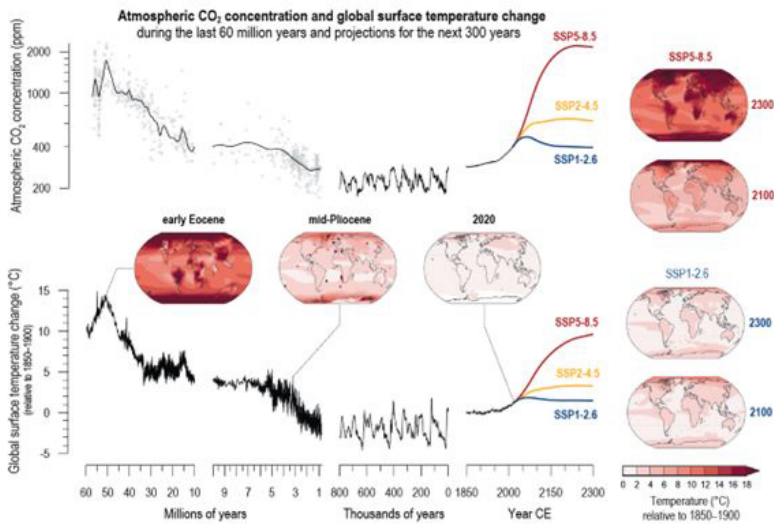 Atmospheric CO₂ concentration and global surface temperature change
during the last 60 million years and projections for the next 300 years
Atmospheric CO₂ concentration (ppm)
2200
1000
400
200
SSP5-8.5
SSP2-4.5
SSP1-2.6
SSP5-8.5
2300
2100
early Eocene
mid-Pliocene
2020
Global surface temperature change (°C)
(relative to 1850–1900)
15
10
5
0
-5
SSP5-8.5
SSP2-4.5
SSP1-2.6
SSP1-2.6
2300
2100
60 50 40 30 20 10
9 7 5 3 1
Millions of years
800 600 400 200 0
Thousands of years
1850 2000 2150 2300
Year CE
0 2 4 6 8 10 12 14 16 18
Temperature (°C)
relative to 1850–1900